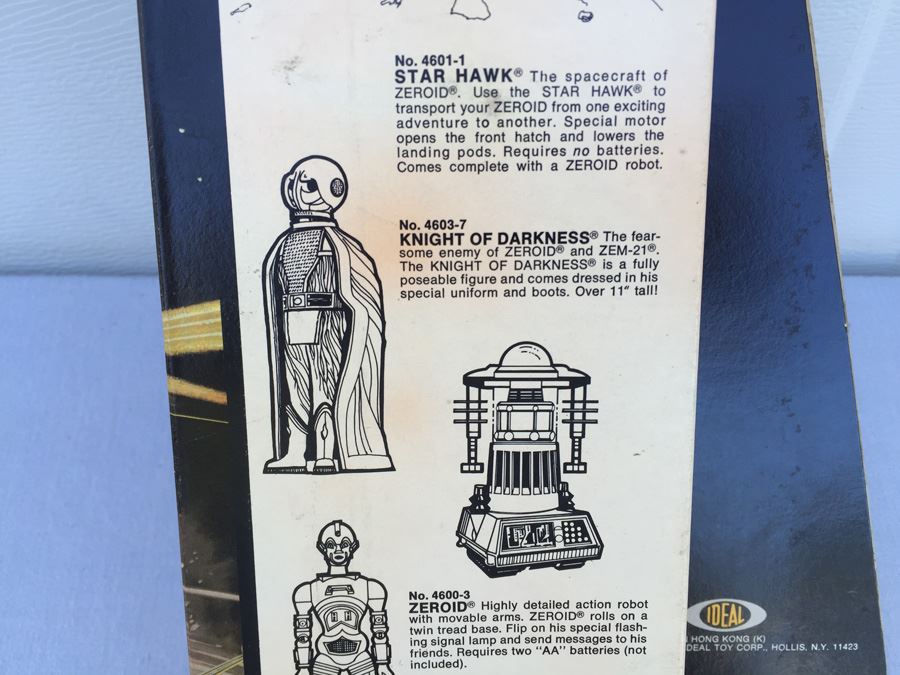 No. 4601-1
STAR HAWK® The spacecraft of
ZEROID®. Use the STAR HAWK® to
transport your ZEROID from one exciting
adventure to another. Special motor
opens the front hatch and lowers the
landing pods. Requires no batteries.
Comes complete with a ZEROID robot.
No. 4603-7
KNIGHT OF DARKNESS® The fear-
some enemy of ZEROID® and ZEM-21®.
The KNIGHT OF DARKNESS® is a fully
poseable figure and comes dressed in his
special uniform and boots. Over 11" tall!
No. 4600-3
ZEROID® Highly detailed action robot
with movable arms. ZEROID® rolls on a
twin tread base. Flip on his special flash-
ing signal lamp and send messages to his
friends. Requires two "AA" batteries (not
included).
IDEAL
HONG KONG (K)
DEAL TOY CORP., HOLLIS, N.Y. 11423